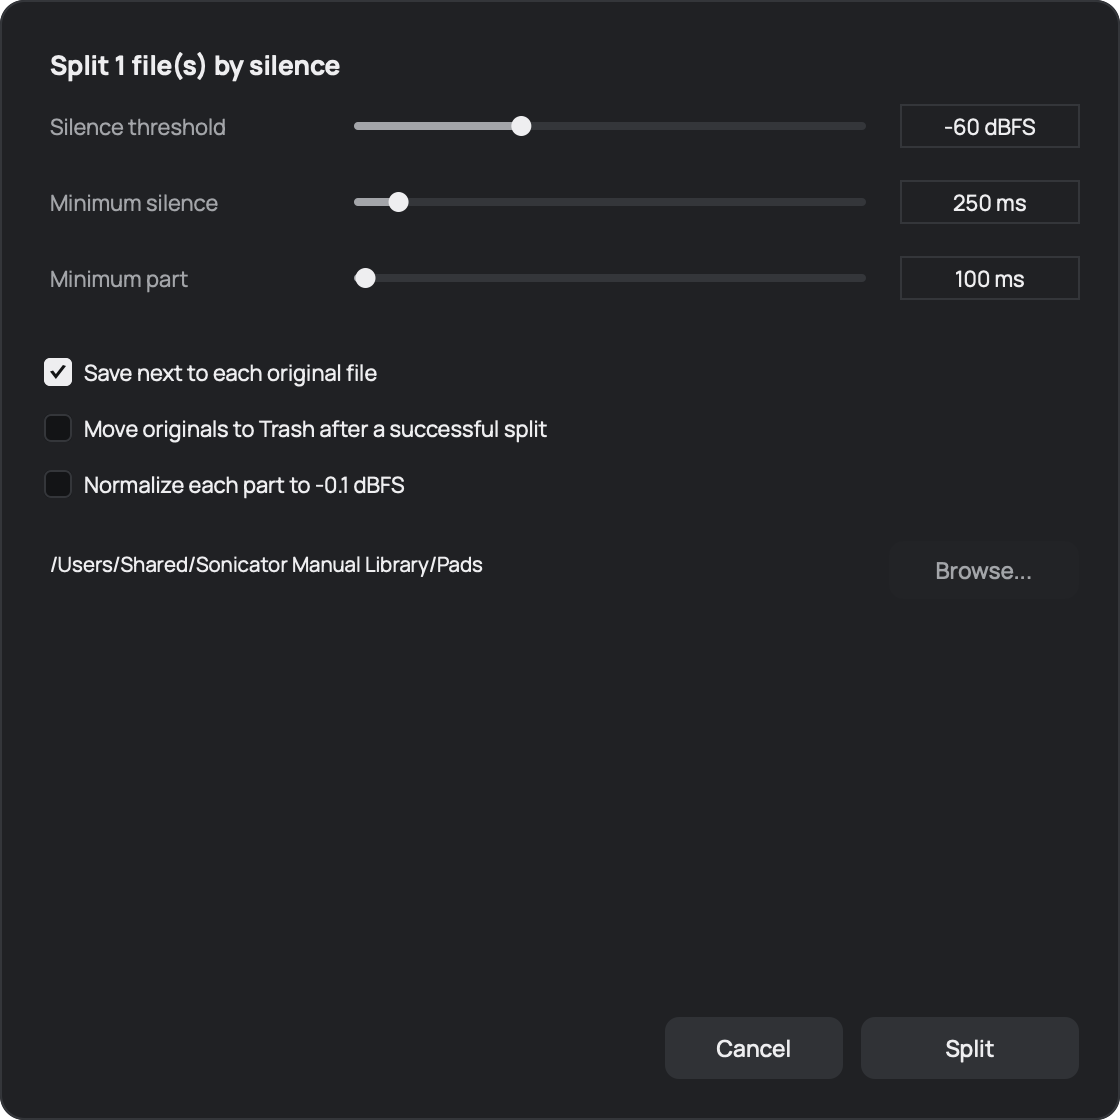 Split 1 file(s) by silence
Silence threshold -60 dBFS
Minimum silence 250 ms
Minimum part 100 ms
Save next to each original file
Move originals to Trash after a successful split
Normalize each part to -0.1 dBFS
/Users/Shared/Sonicator Manual Library/Pads Browse...
Cancel Split